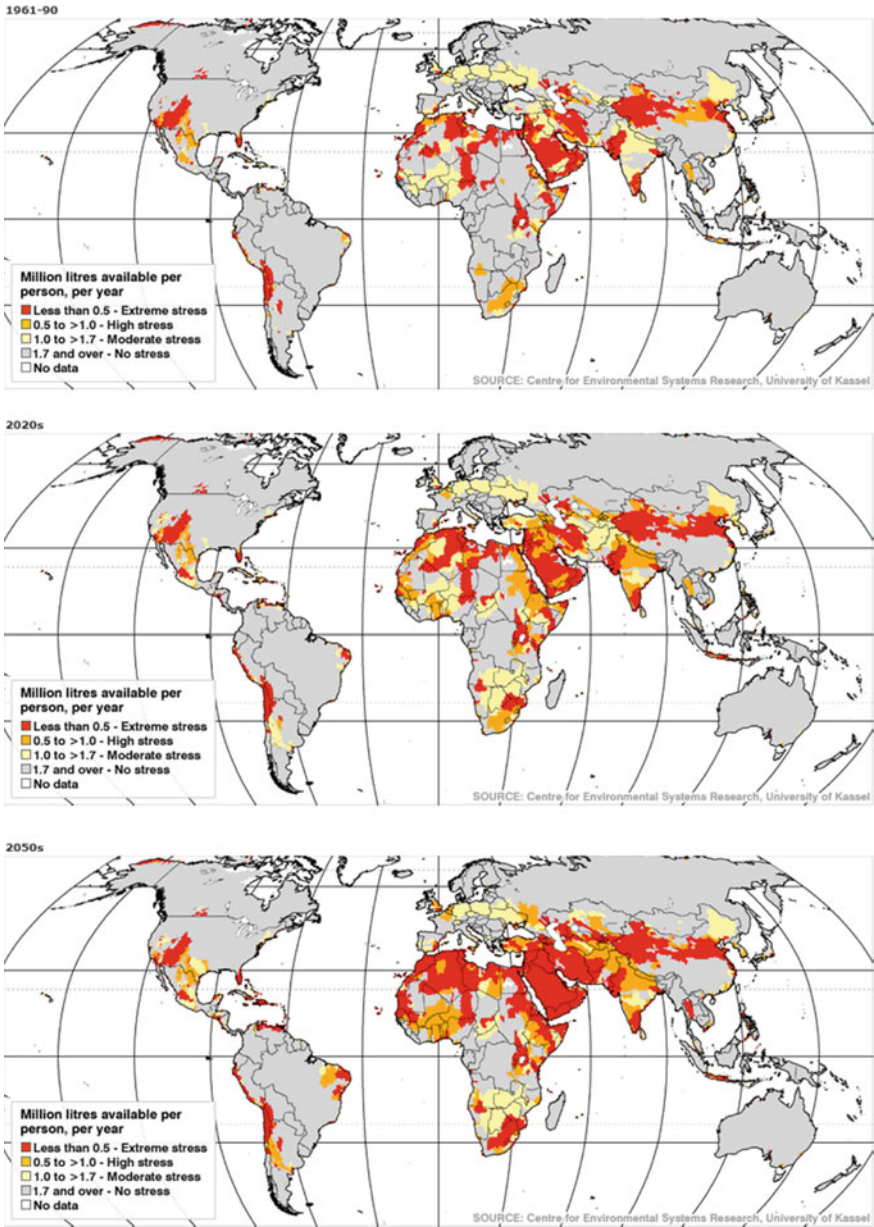 1961-90
Million litres available per
person, per year
Less than 0.5 - Extreme stress
0.5 to >1.0 - High stress
1.0 to >1.7 - Moderate stress
1.7 and over - No stress
No data
SOURCE: Centre for Environmental Systems Research, University of Kassel
2020s
Million litres available per
person, per year
Less than 0.5 - Extreme stress
0.5 to >1.0 - High stress
1.0 to >1.7 - Moderate stress
1.7 and over - No stress
No data
SOURCE: Centre for Environmental Systems Research, University of Kassel
2050s
Million litres available per
person, per year
Less than 0.5 - Extreme stress
0.5 to >1.0 - High stress
1.0 to >1.7 - Moderate stress
1.7 and over - No stress
No data
SOURCE: Centre for Environmental Systems Research, University of Kassel